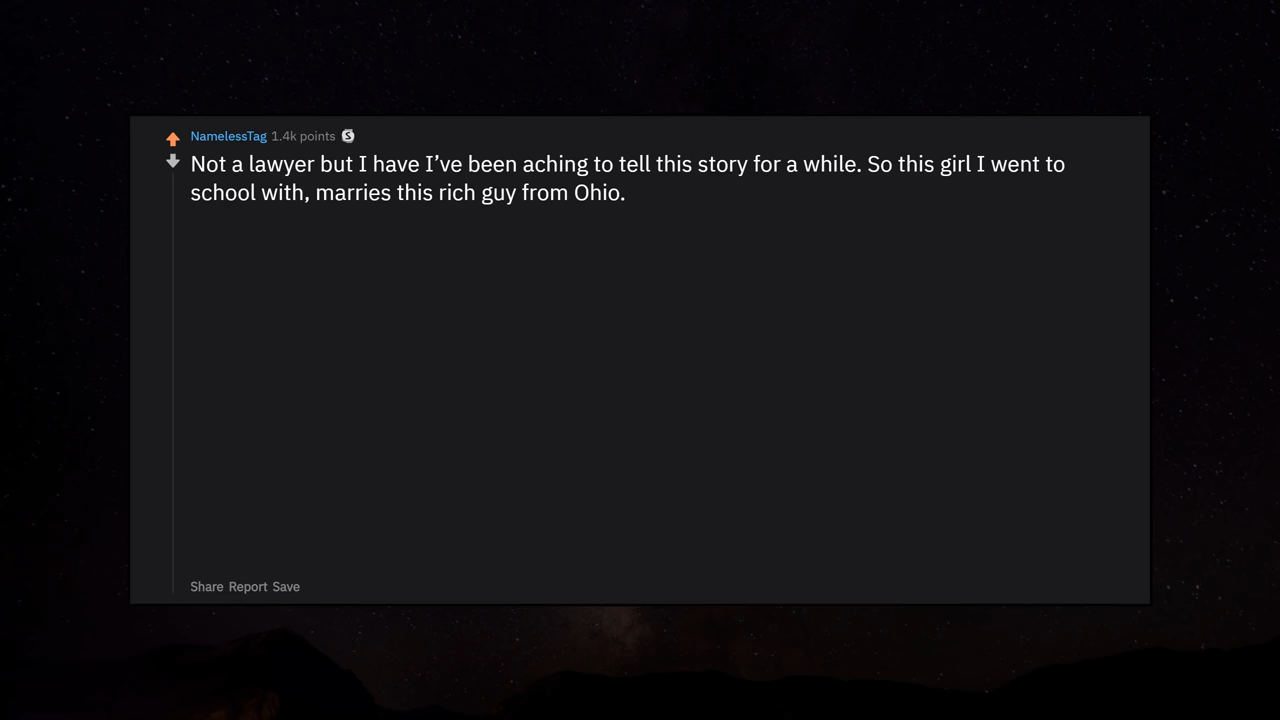 NamelessTag 1.4k points S
Not a lawyer but I have I’ve been aching to tell this story for a while. So this girl I went to
school with, marries this rich guy from Ohio.
Share Report Save